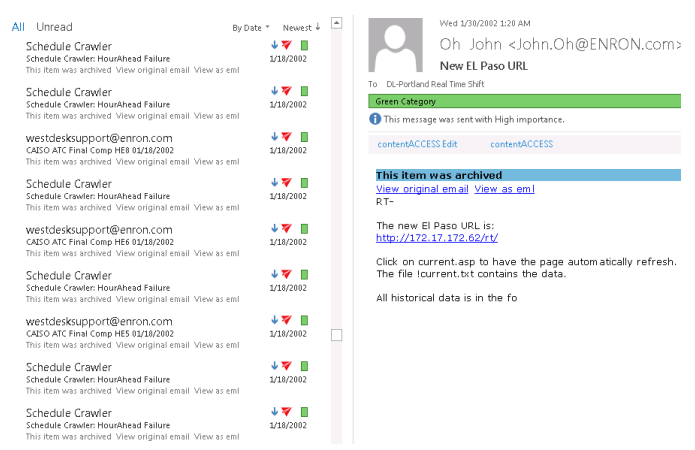 All Unread By Date Newest ↓
Schedule Crawler
Schedule Crawler: HourAhead Failure 1/18/2002
This item was archived View original email View as eml
Schedule Crawler
Schedule Crawler: HourAhead Failure 1/18/2002
This item was archived View original email View as eml
westdesksupport@enron.com
CAISO ATC Final Comp HE8 01/18/2002 1/18/2002
This item was archived View original email View as eml
Schedule Crawler
Schedule Crawler: HourAhead Failure 1/18/2002
This item was archived View original email View as eml
westdesksupport@enron.com
CAISO ATC Final Comp HE6 01/18/2002 1/18/2002
This item was archived View original email View as eml
Schedule Crawler
Schedule Crawler: HourAhead Failure 1/18/2002
This item was archived View original email View as eml
westdesksupport@enron.com
CAISO ATC Final Comp HE5 01/18/2002 1/18/2002
This item was archived View original email View as eml
Schedule Crawler
Schedule Crawler: HourAhead Failure 1/18/2002
This item was archived View original email View as eml
Schedule Crawler
Schedule Crawler: HourAhead Failure 1/18/2002
This item was archived View original email View as eml
Wed 1/30/2002 1:20 AM
Oh John <John.Oh@ENRON.com>
New EL Paso URL
To DL-Portland Real Time Shift
Green Category
This message was sent with High importance.
contentACCESS Edit contentACCESS
This item was archived
View original email View as eml
RT-
The new El Paso URL is:
http://172.17.172.62/rt/
Click on current.asp to have the page automatically refresh.
The file !current.txt contains the data.
All historical data is in the fo